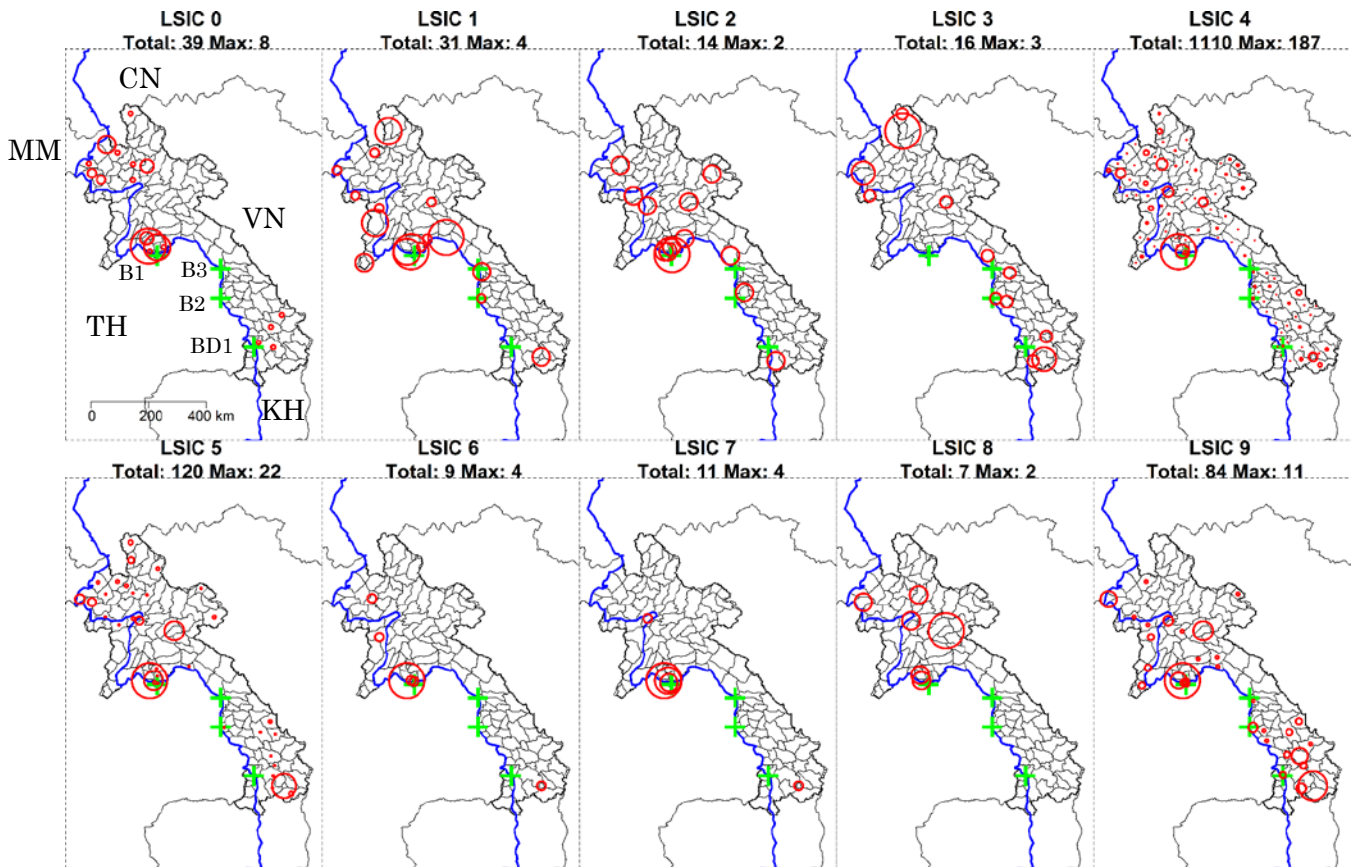 LSIC 0 LSIC 1 LSIC 2 LSIC 3 LSIC 4
Total: 39 Max: 8 Total: 31 Max: 4 Total: 14 Max: 2 Total: 16 Max: 3 Total: 1110 Max: 187
CN
MM
VN
B1 B3
B2
TH
BD1
KH
0 200 400 km
LSIC 5 LSIC 6 LSIC 7 LSIC 8 LSIC 9
Total: 120 Max: 22 Total: 9 Max: 4 Total: 11 Max: 4 Total: 7 Max: 2 Total: 84 Max: 11